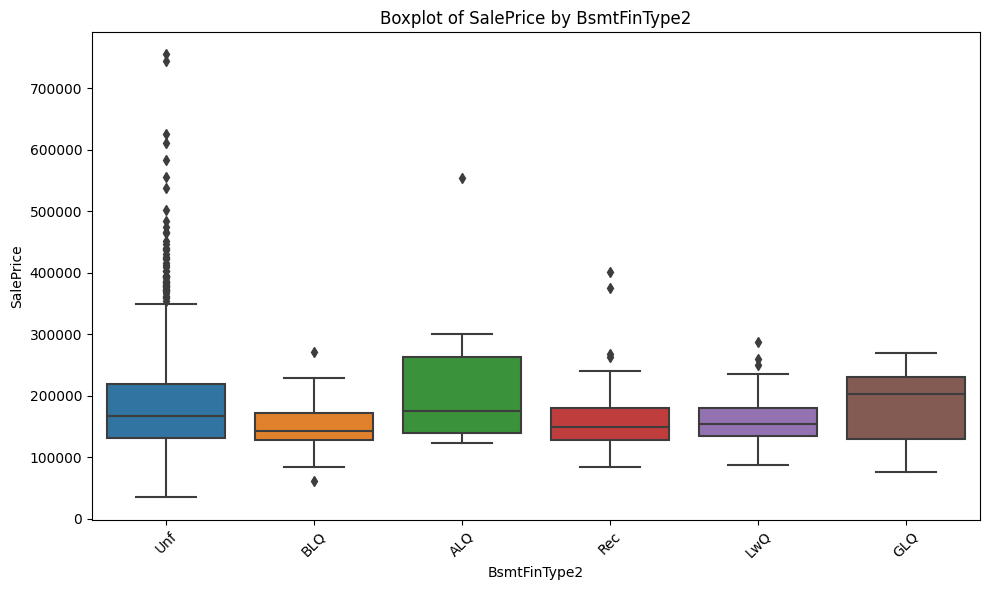 Boxplot of SalePrice by BsmtFinType2
700000
600000
500000
400000
300000
200000
100000
0
SalePrice
Unf
BLQ
ALQ
Rec
LwQ
GLQ
BsmtFinType2